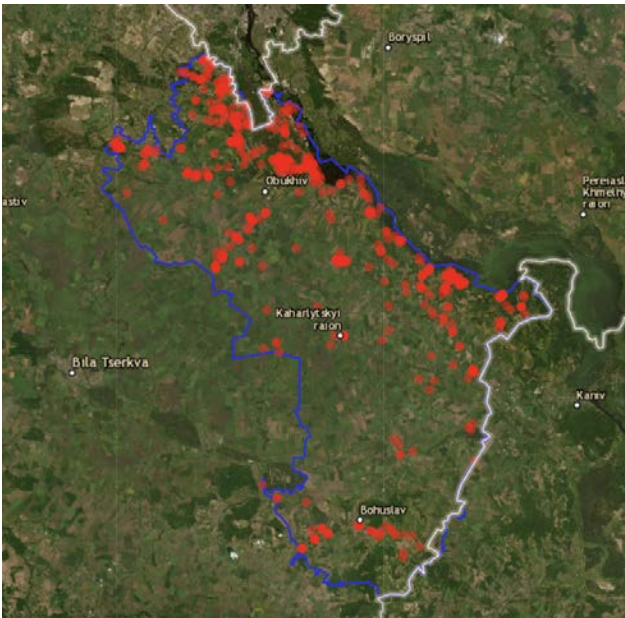 Boryspil
Pereiasl
Khmelny
raion
Obukhiv
astiv
Kaharlytskyi
raion
Bila Tserkva
Kaniv
Bohuslav